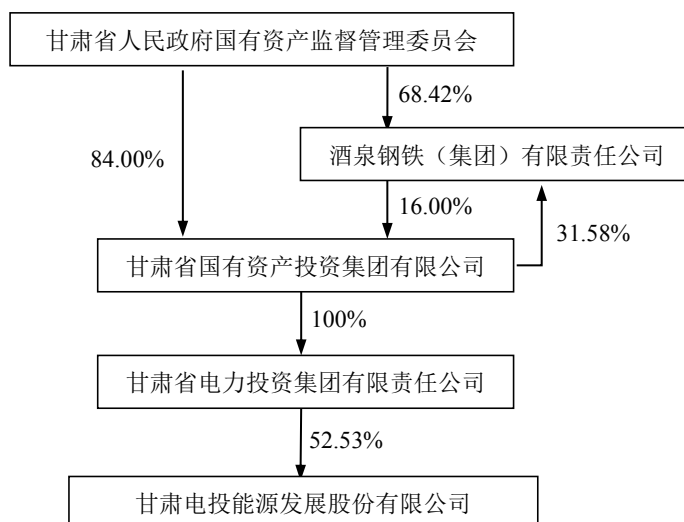 甘肃省人民政府国有资产监督管理委员会
68.42%
酒泉钢铁（集团）有限责任公司
84.00%
16.00%
31.58%
甘肃省国有资产投资集团有限公司
100%
甘肃省电力投资集团有限责任公司
52.53%
甘肃电投能源发展股份有限公司